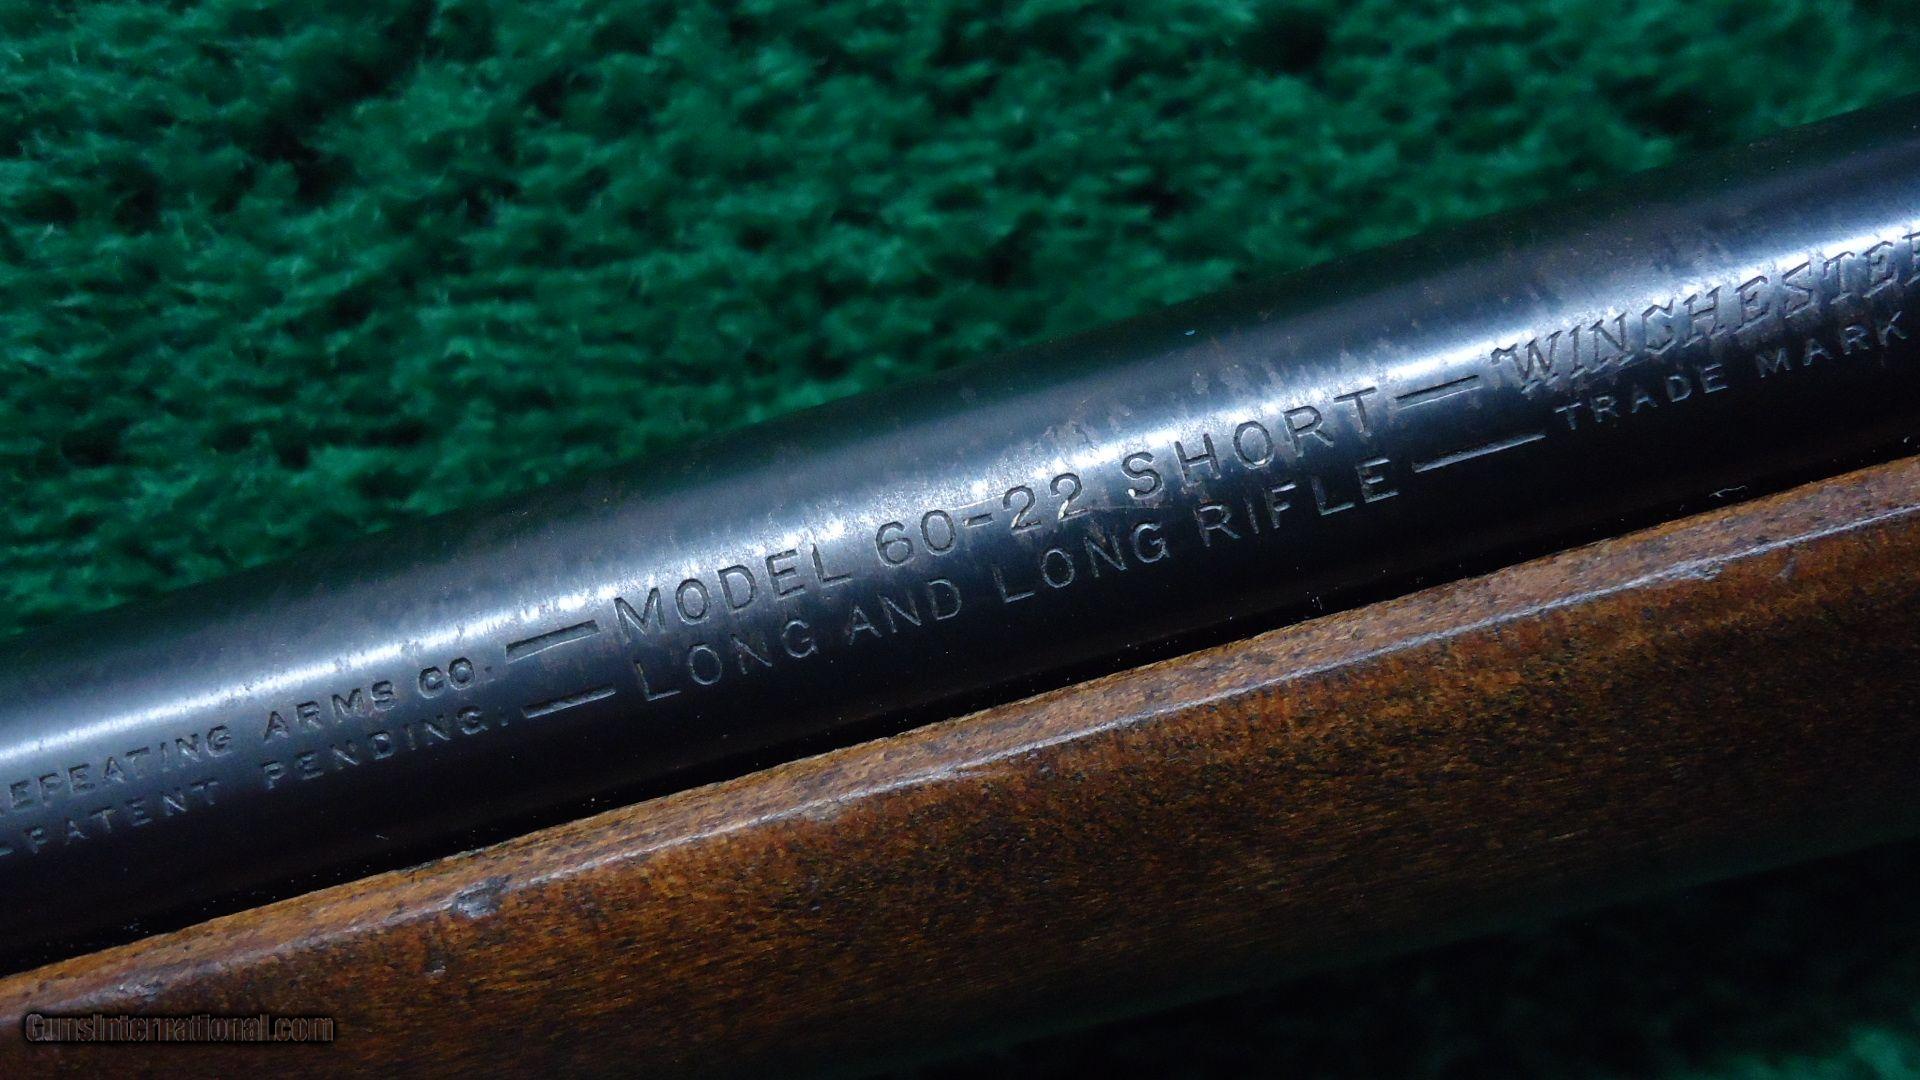 REPEATING ARMS CO. — MODEL 60-22 SHORT — WINCHESTER
PATENT PENDING. — LONG AND LONG RIFLE — TRADE MARK
GunsInternational.com